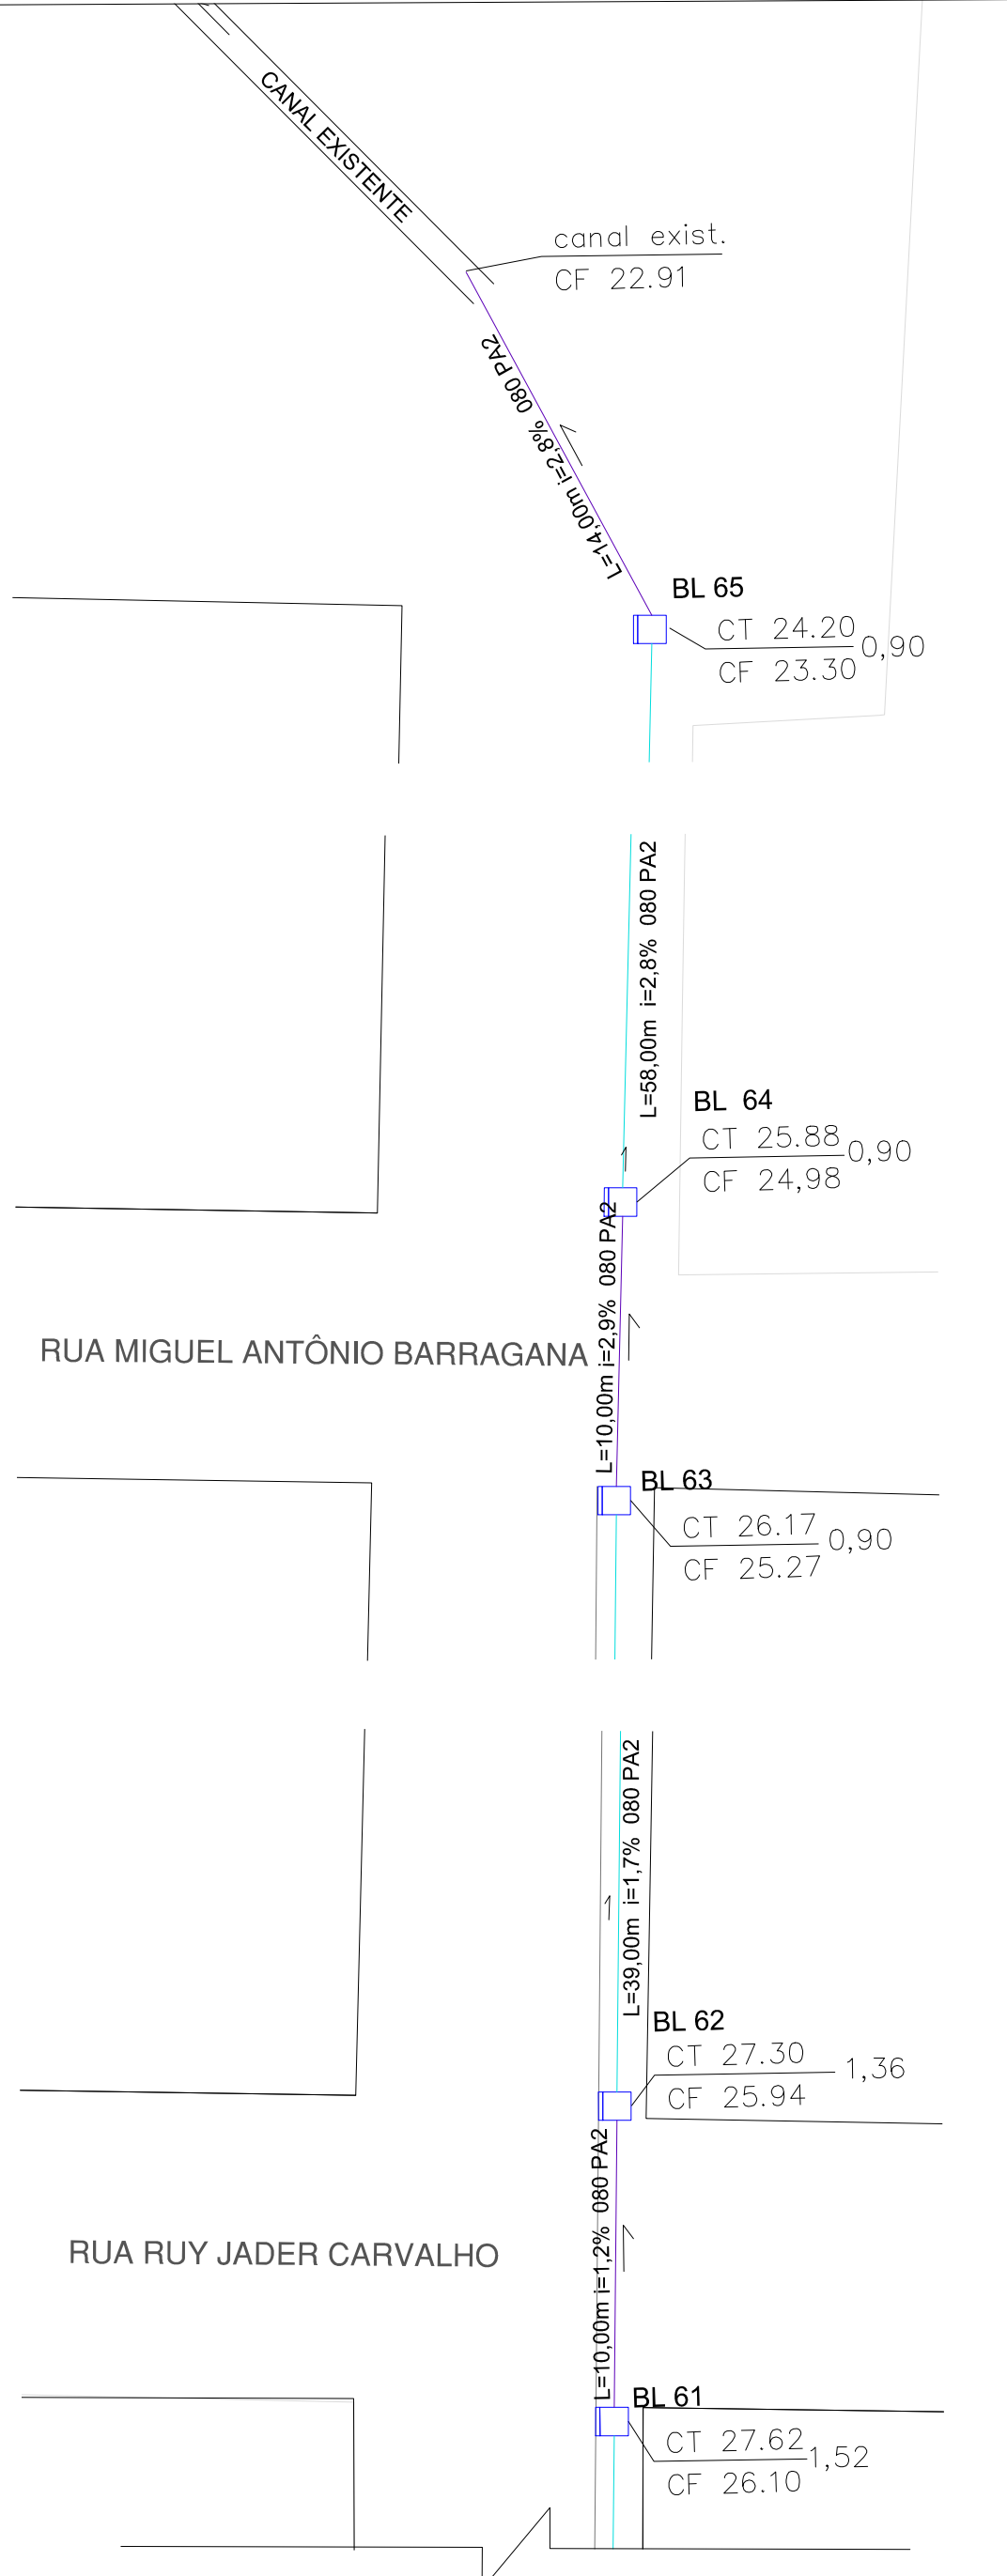 CANAL EXISTENTE
canal exist.
CF 22.91
L=14,00m i=2,8% 080 PA2
BL 65
CT 24.20
0,90
CF 23.30
L=58,00m i=2,8% 080 PA2
BL 64
CT 25.88
0,90
CF 24,98
L=10,00m i=2,9% 080 PA2
RUA MIGUEL ANTÔNIO BARRAGANA
BL 63
CT 26.17
0,90
CF 25.27
L=39,00m i=1,7% 080 PA2
BL 62
CT 27.30
1,36
CF 25.94
L=10,00m i=1,2% 080 PA2
RUA RUY JADER CARVALHO
BL 61
CT 27.62
1,52
CF 26.10